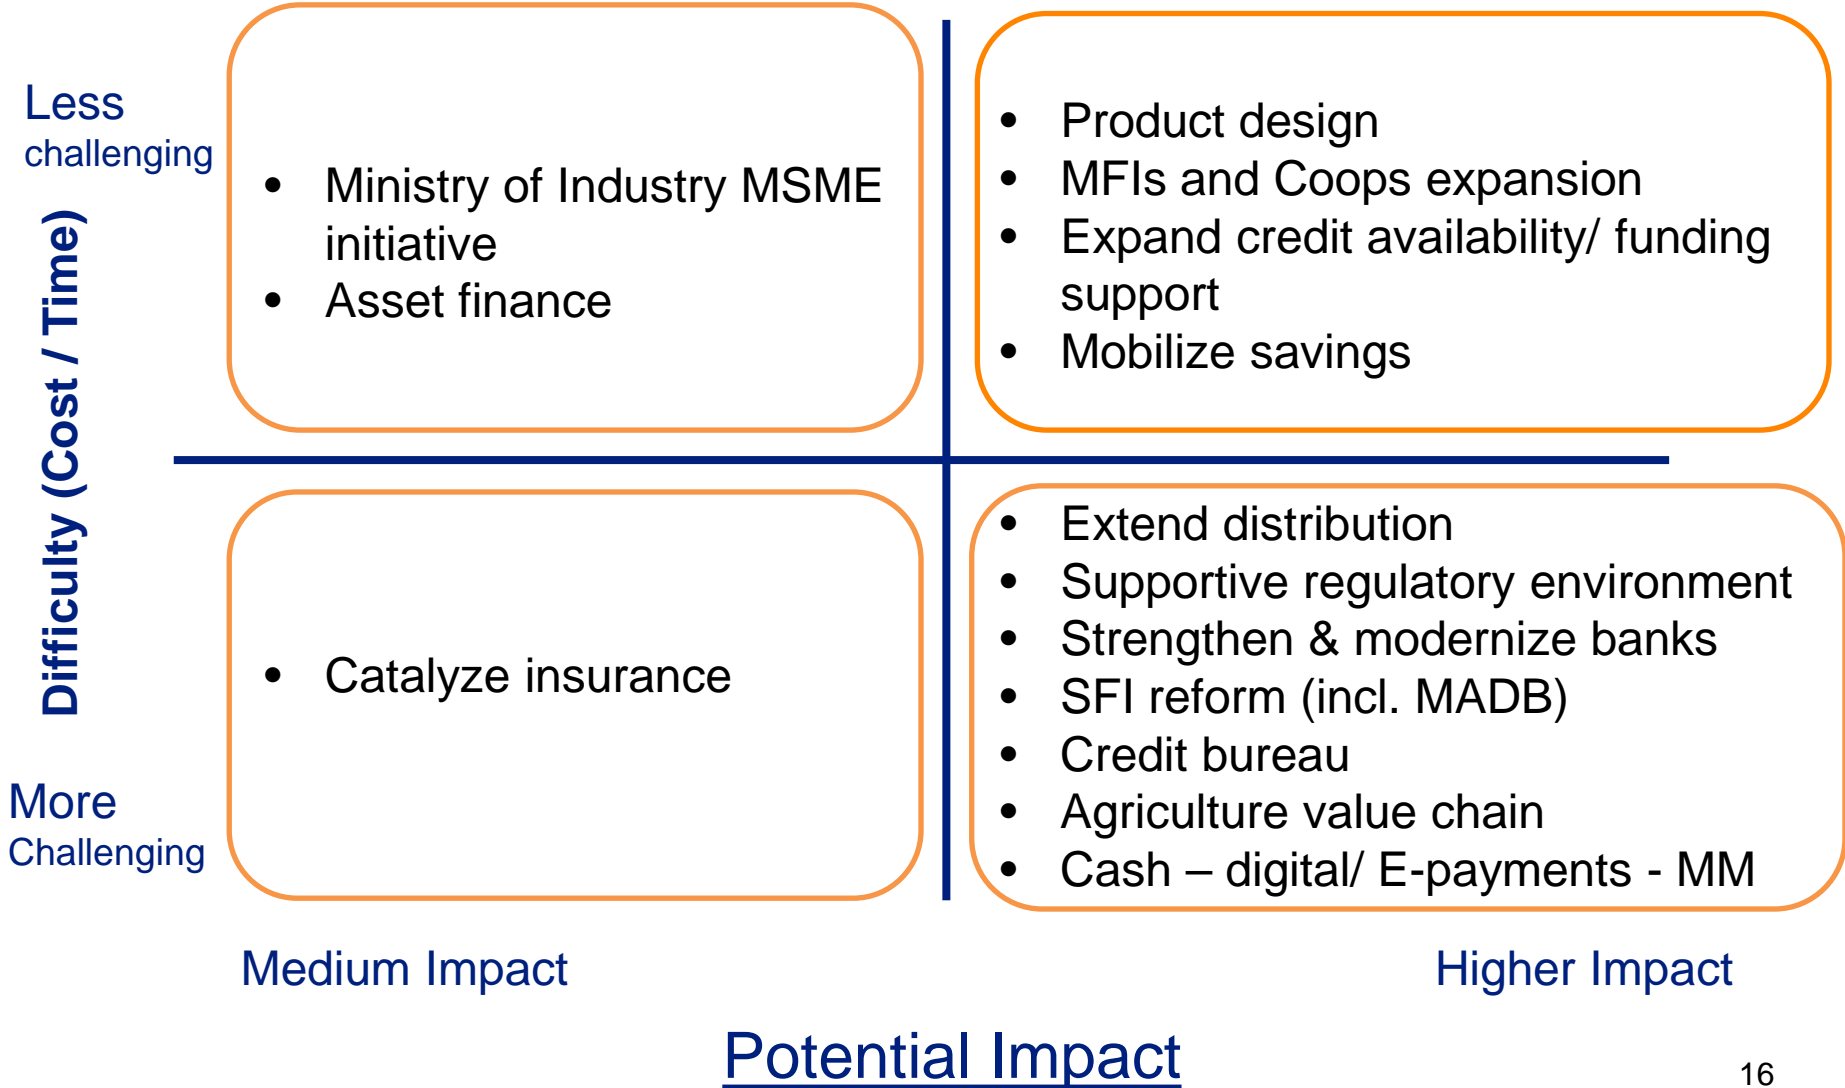 Less
challenging
Difficulty (Cost / Time)
More
Challenging
• Ministry of Industry MSME
initiative
• Asset finance
• Product design
• MFIs and Coops expansion
• Expand credit availability/ funding
support
• Mobilize savings
• Catalyze insurance
• Extend distribution
• Supportive regulatory environment
• Strengthen & modernize banks
• SFI reform (incl. MADB)
• Credit bureau
• Agriculture value chain
• Cash – digital/ E-payments - MM
Medium Impact
Higher Impact
Potential Impact
16